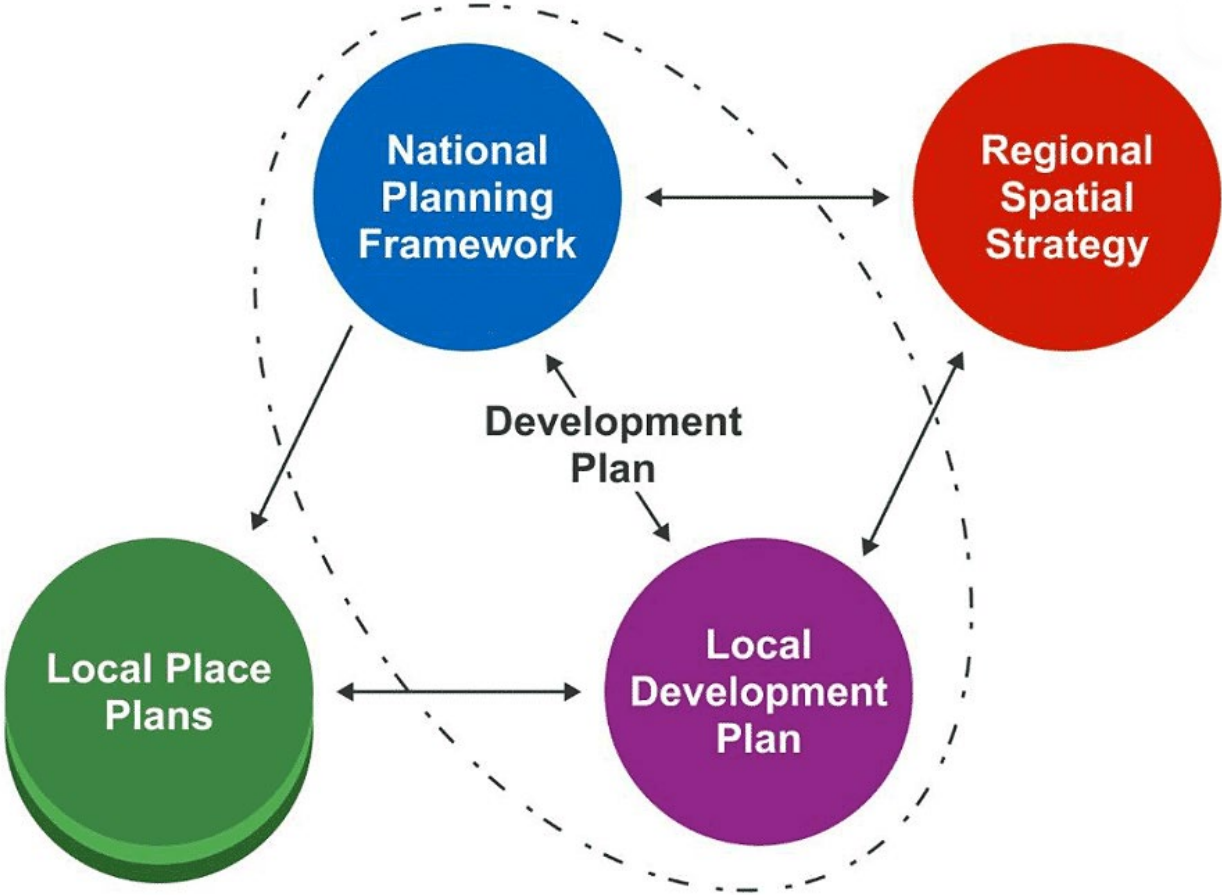 National
Planning
Framework
Regional
Spatial
Strategy
Development
Plan
Local Place
Plans
Local
Development
Plan